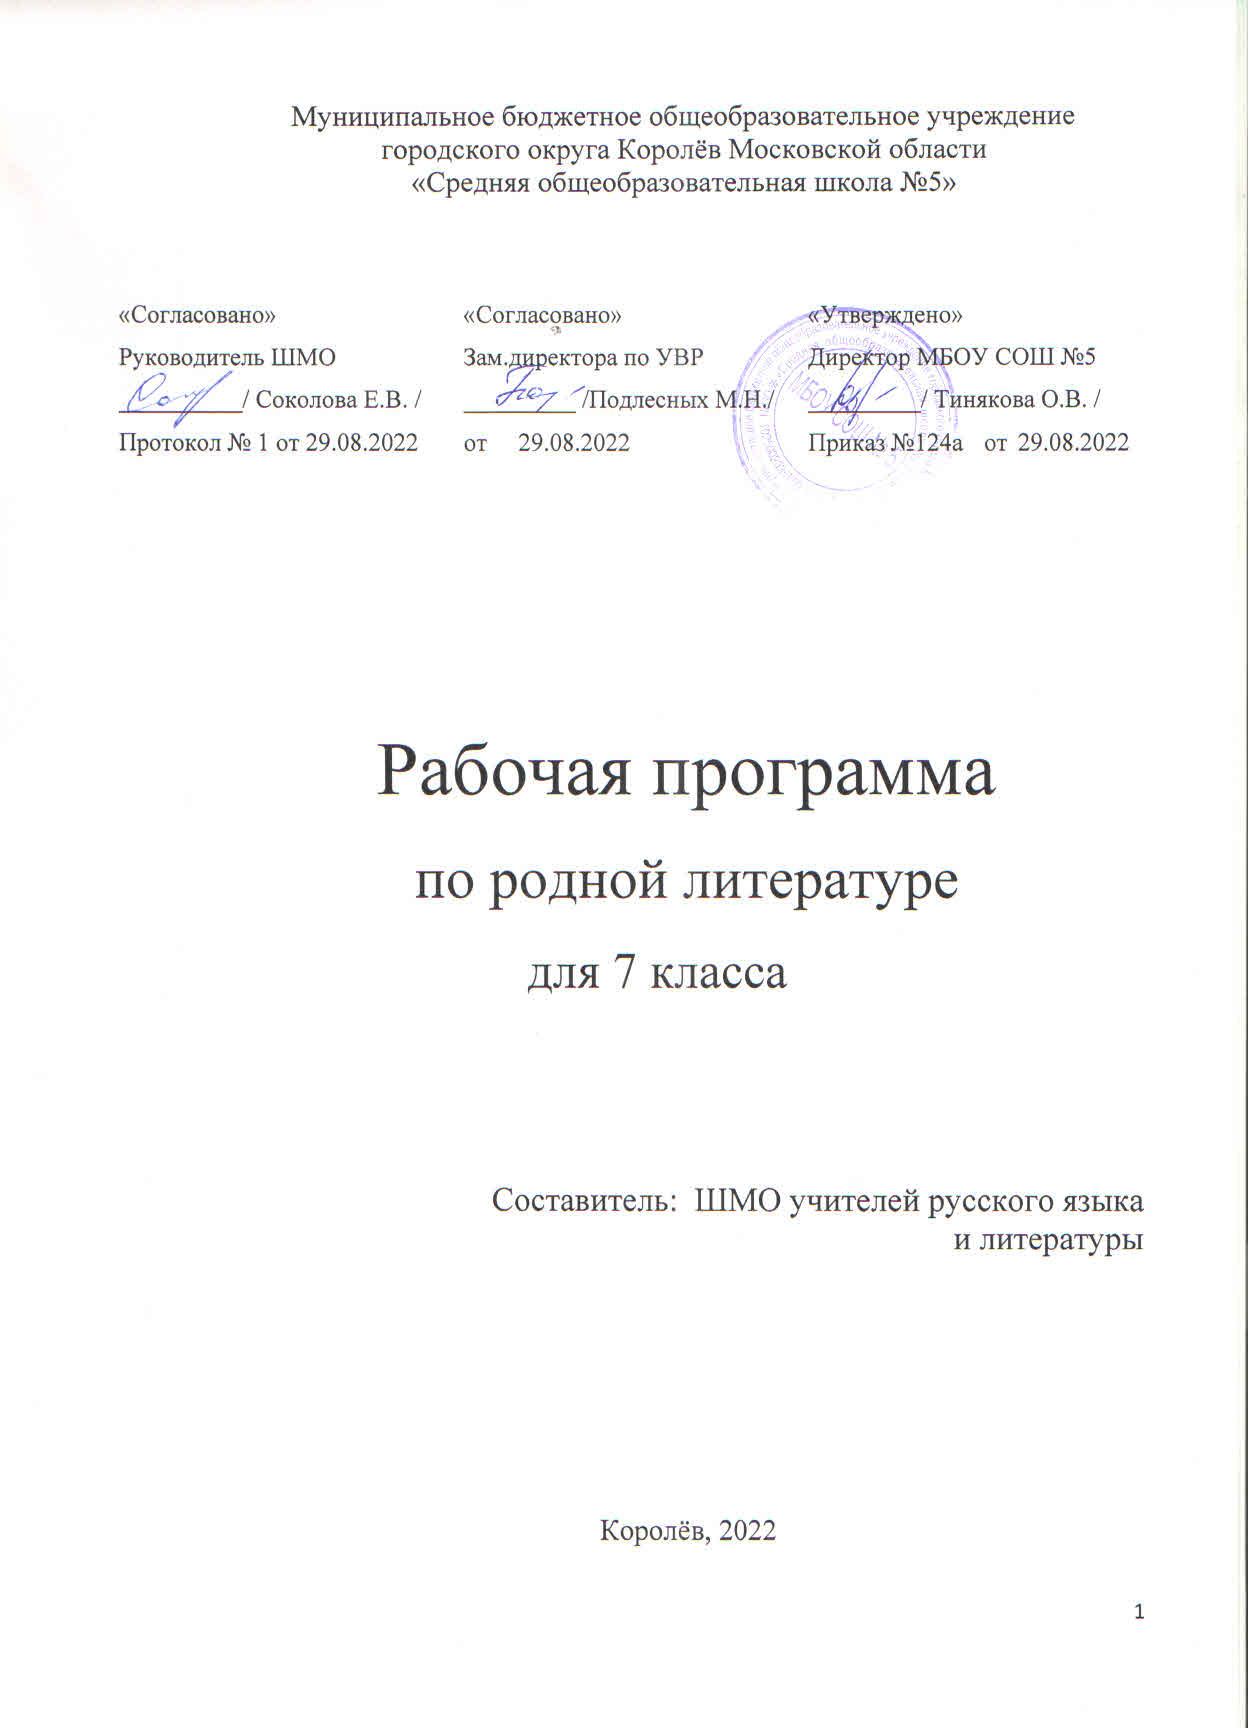 Муниципальное бюджетное общеобразовательное учреждение
городского округа Королёв Московской области
«Средняя общеобразовательная школа №5»
«Согласовано» «Согласовано» «Утверждено»
Руководитель ШМО Зам.директора по УВР Директор МБОУ СОШ №5
/ Соколова Е.В. / /Подлесных М.Н./ / Тинякова О.В. /
Протокол № 1 от 29.08.2022 от 29.08.2022 Приказ №124а от 29.08.2022
МБОУ СОШ №5
Рабочая программа
по родной литературе
для 7 класса
Составитель: ШМО учителей русского языка
и литературы
Королёв, 2022
1